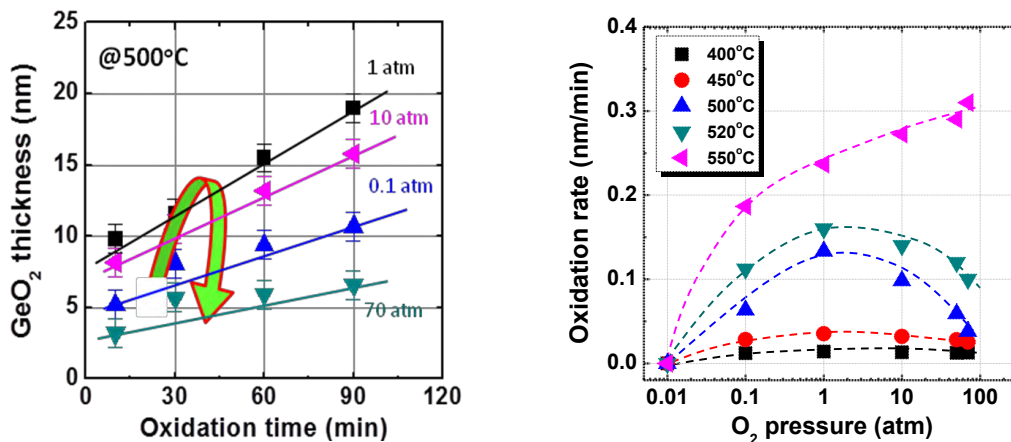 @500°C
1 atm
10 atm
0.1 atm
70 atm
GeO₂ thickness (nm)
25
20
15
10
5
0
0 30 60 90 120
Oxidation time (min)
400°C
450°C
500°C
520°C
550°C
Oxidation rate (nm/min)
0.4
0.3
0.2
0.1
0.0
0.01 0.1 1 10 100
O₂ pressure (atm)